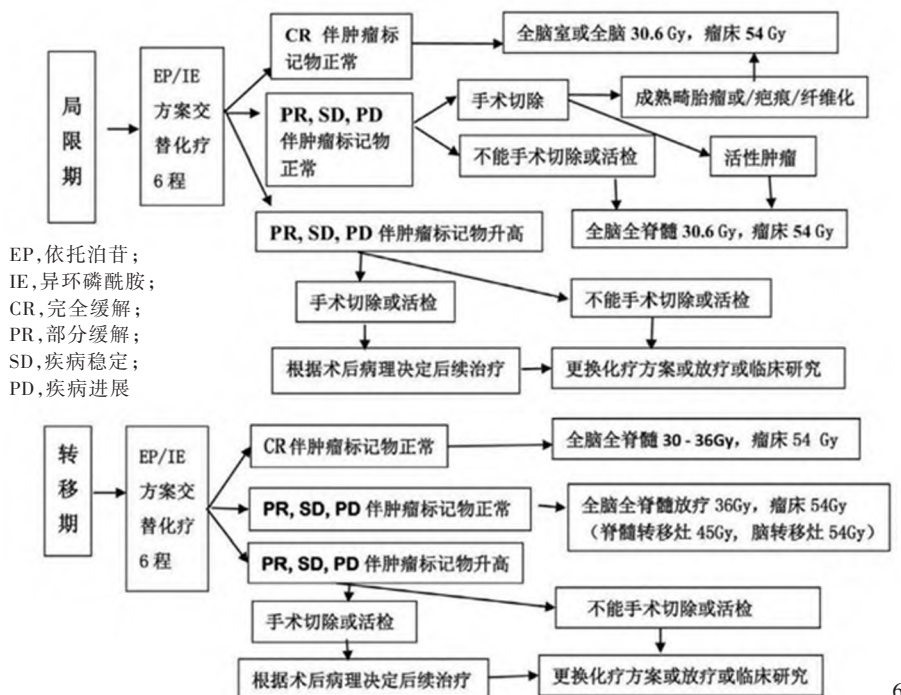 CR 伴肿瘤标
记物正常
全脑室或全脑 30.6 Gy, 瘤床 54 Gy
局
限
期
EP/IE
方案交
替化疗
6 程
PR, SD, PD
伴肿瘤标记物
正常
手术切除
成熟畸胎瘤或/疤痕/纤维化
不能手术切除或活检
活性肿瘤
PR, SD, PD 伴肿瘤标记物升高
全脑全脊髓 30.6 Gy, 瘤床 54 Gy
EP,依托泊苷;
IE,异环磷酰胺;
CR,完全缓解;
PR,部分缓解;
SD,疾病稳定;
PD,疾病进展
手术切除或活检
不能手术切除或活检
根据术后病理决定后续治疗
更换化疗方案或放疗或临床研究
转
移
期
EP/IE
方案交
替化疗
6 程
CR伴肿瘤标记物正常
全脑全脊髓 30 - 36Gy, 瘤床 54 Gy
PR, SD, PD 伴肿瘤标记物正常
全脑全脊髓放疗 36Gy, 瘤床 54Gy
(脊髓转移灶 45Gy, 脑转移灶 54Gy)
PR, SD, PD 伴肿瘤标记物升高
手术切除或活检
不能手术切除或活检
根据术后病理决定后续治疗
更换化疗方案或放疗或临床研究
6